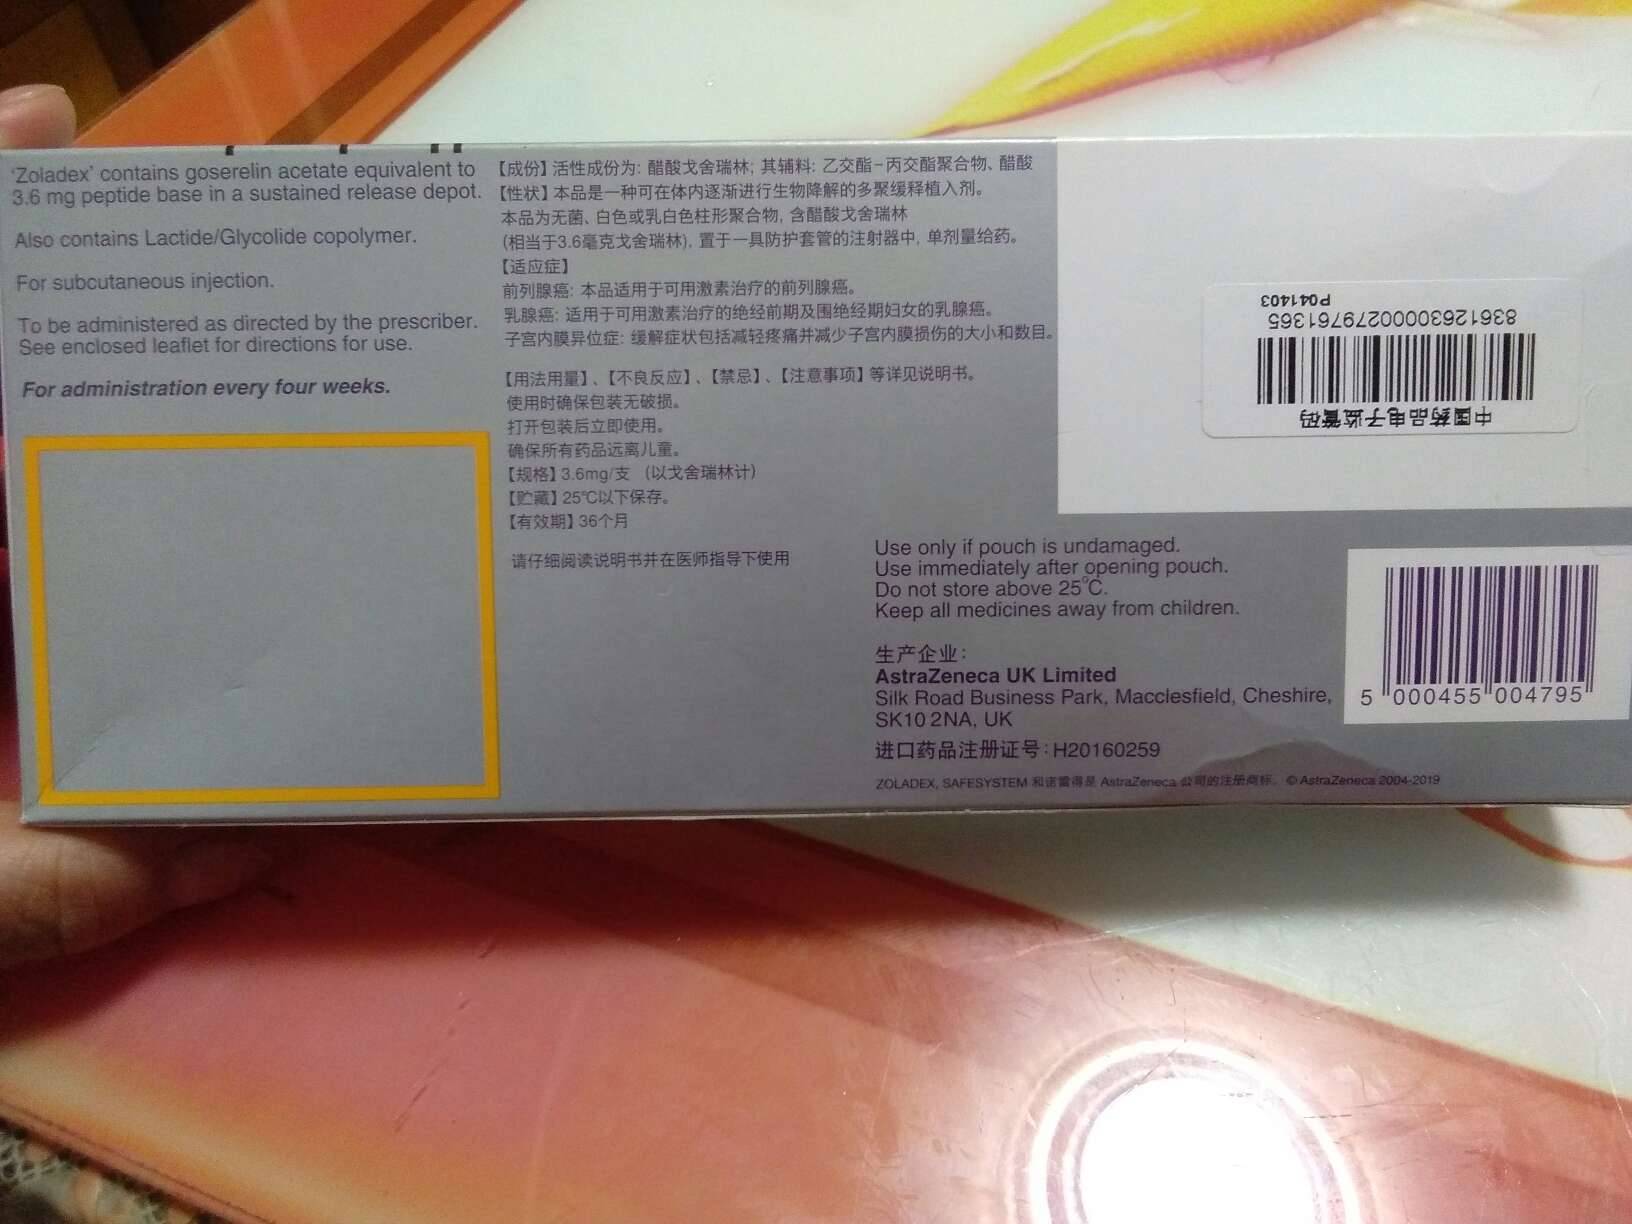 'Zoladex' contains goserelin acetate equivalent to
3.6 mg peptide base in a sustained release depot.
Also contains Lactide/Glycolide copolymer.
For subcutaneous injection.
To be administered as directed by the prescriber.
See enclosed leaflet for directions for use.
For administration every four weeks.
【成份】活性成份为: 醋酸戈舍瑞林; 其辅料: 乙交酯-丙交酯聚合物、醋酸
【性状】本品是一种可在体内逐渐进行生物降解的多聚缓释植入剂。
本品为无菌、白色或乳白色柱形聚合物, 含醋酸戈舍瑞林
(相当于3.6毫克戈舍瑞林), 置于一具防护套管的注射器中, 单剂量给药。
【适应症】
前列腺癌: 本品适用于可用激素治疗的前列腺癌。
乳腺癌: 适用于可用激素治疗的绝经前期及围绝经期妇女的乳腺癌。
子宫内膜异位症: 缓解症状包括减轻疼痛并减少子宫内膜损伤的大小和数目。
【用法用量】、【不良反应】、【禁忌】、【注意事项】等详见说明书。
使用时确保包装无破损。
打开包装后立即使用。
确保所有药品远离儿童。
【规格】3.6mg/支 (以戈舍瑞林计)
【贮藏】25℃以下保存。
【有效期】36个月
请仔细阅读说明书并在医师指导下使用
中国药品电子监管码
83612630000279761365
P041403
Use only if pouch is undamaged.
Use immediately after opening pouch.
Do not store above 25°C.
Keep all medicines away from children.
生产企业:
AstraZeneca UK Limited
Silk Road Business Park, Macclesfield, Cheshire,
SK10 2NA, UK
进口药品注册证号: H20160259
ZOLADEX, SAFESYSTEM 和诺雷得是 AstraZeneca 公司的注册商标。 © AstraZeneca 2004-2019
5 000455 004795